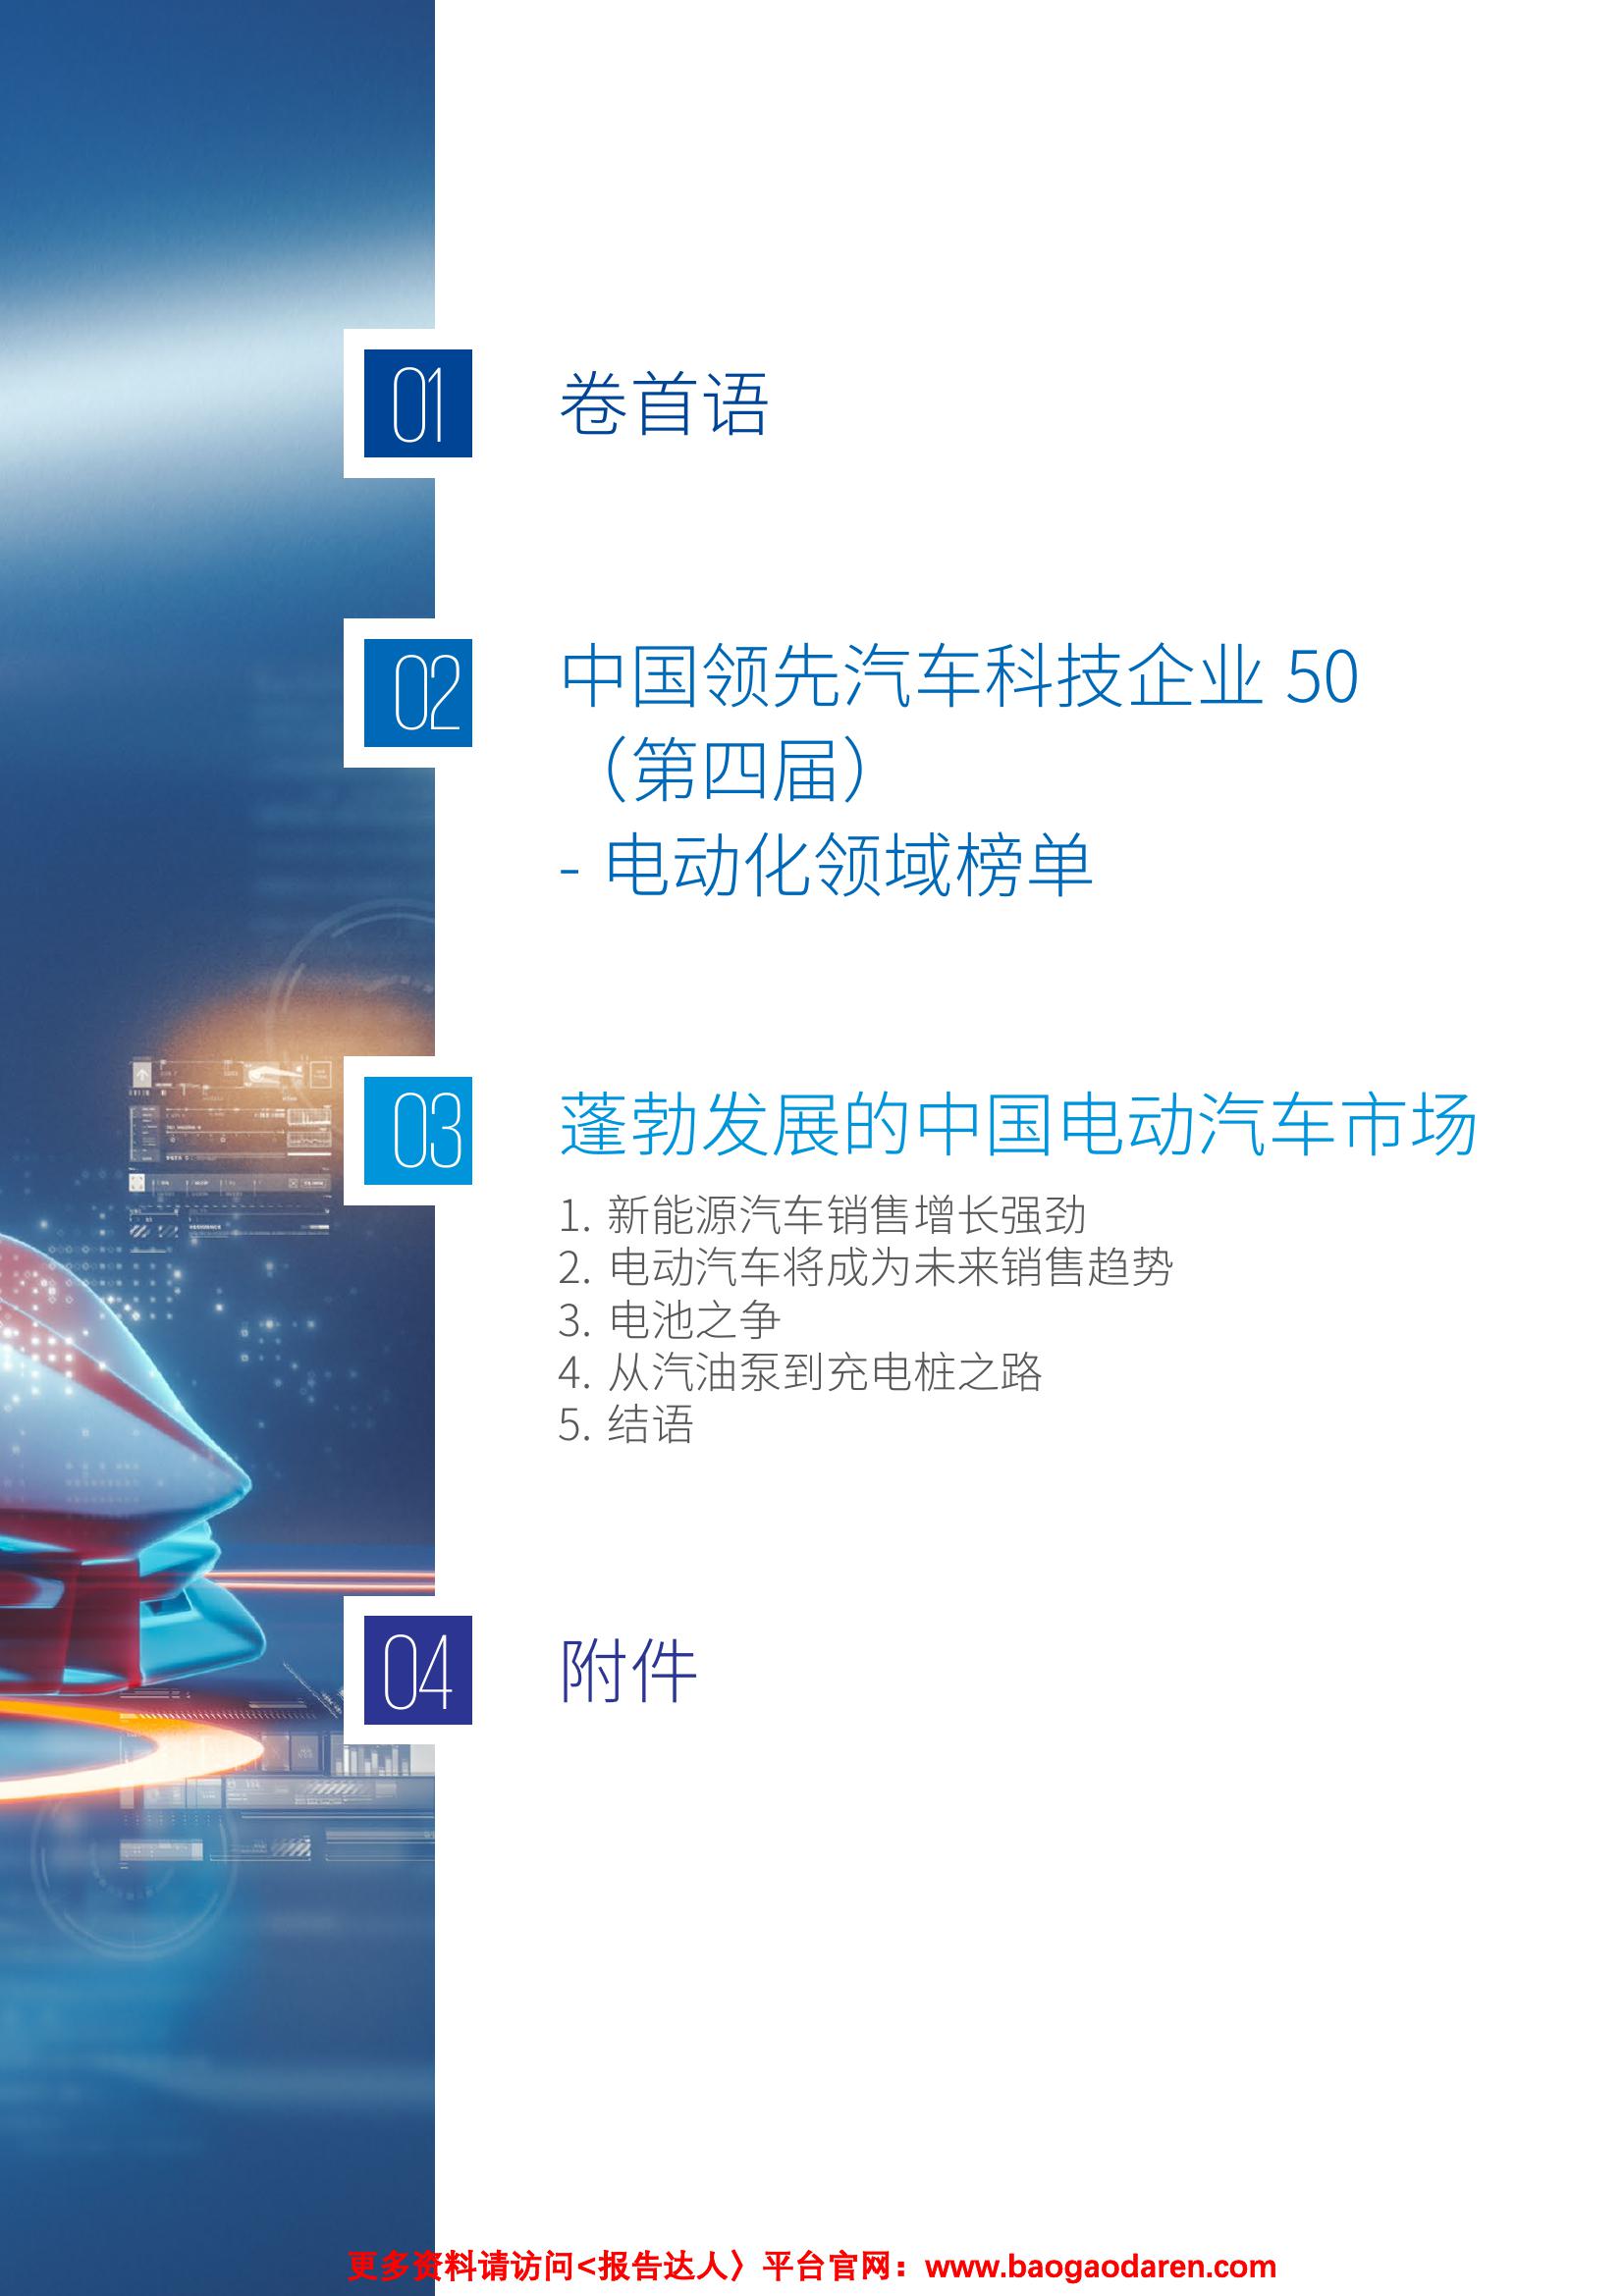 01
卷首语
02
中国领先汽车科技企业 50
（第四届）
- 电动化领域榜单
03
蓬勃发展的中国电动汽车市场
1. 新能源汽车销售增长强劲
2. 电动汽车将成为未来销售趋势
3. 电池之争
4. 从汽油泵到充电桩之路
5. 结语
04
附件
更多资料请访问<报告达人〉平台官网：www.baogaodaren.com